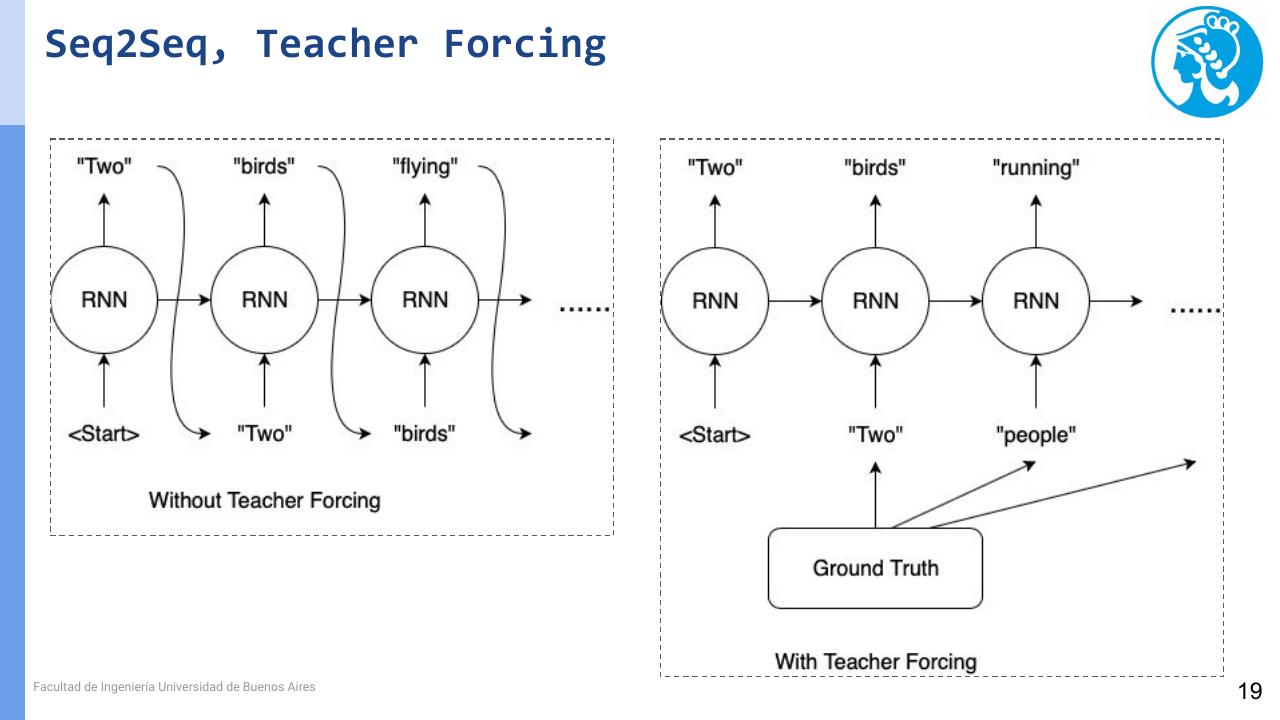 Seq2Seq, Teacher Forcing
"Two" "birds" "flying"
RNN RNN RNN ......
<Start> "Two" "birds"
Without Teacher Forcing
"Two" "birds" "running"
RNN RNN RNN ......
<Start> "Two" "people"
Ground Truth
With Teacher Forcing
Facultad de Ingeniería Universidad de Buenos Aires
19